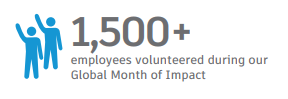 1,500+
employees volunteered during our
Global Month of Impact